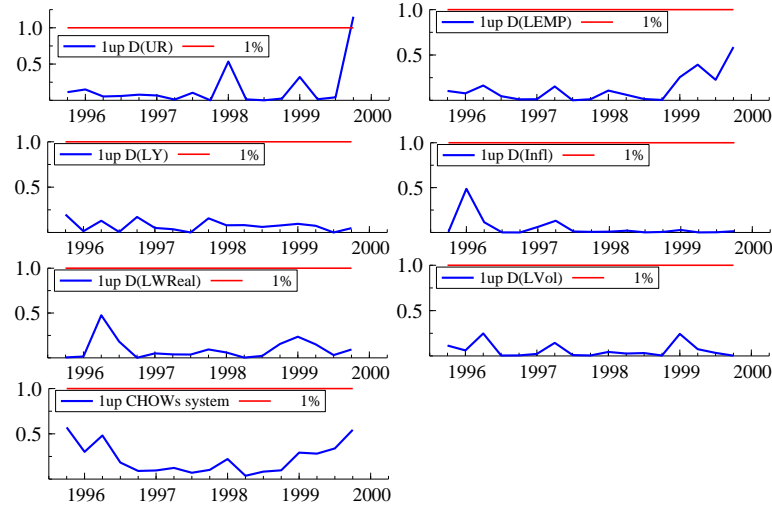 1.0
1up D(UR) 1%
0.5
1996 1997 1998 1999 2000
1.0
1up D(LEMP) 1%
0.5
1996 1997 1998 1999 2000
1.0
1up D(LY) 1%
0.5
1996 1997 1998 1999 2000
1.0
1up D(Infl) 1%
0.5
1996 1997 1998 1999 2000
1.0
1up D(LWReal) 1%
0.5
1996 1997 1998 1999 2000
1.0
1up D(LVol) 1%
0.5
1996 1997 1998 1999 2000
1.0
1up CHOWs system 1%
0.5
1996 1997 1998 1999 2000